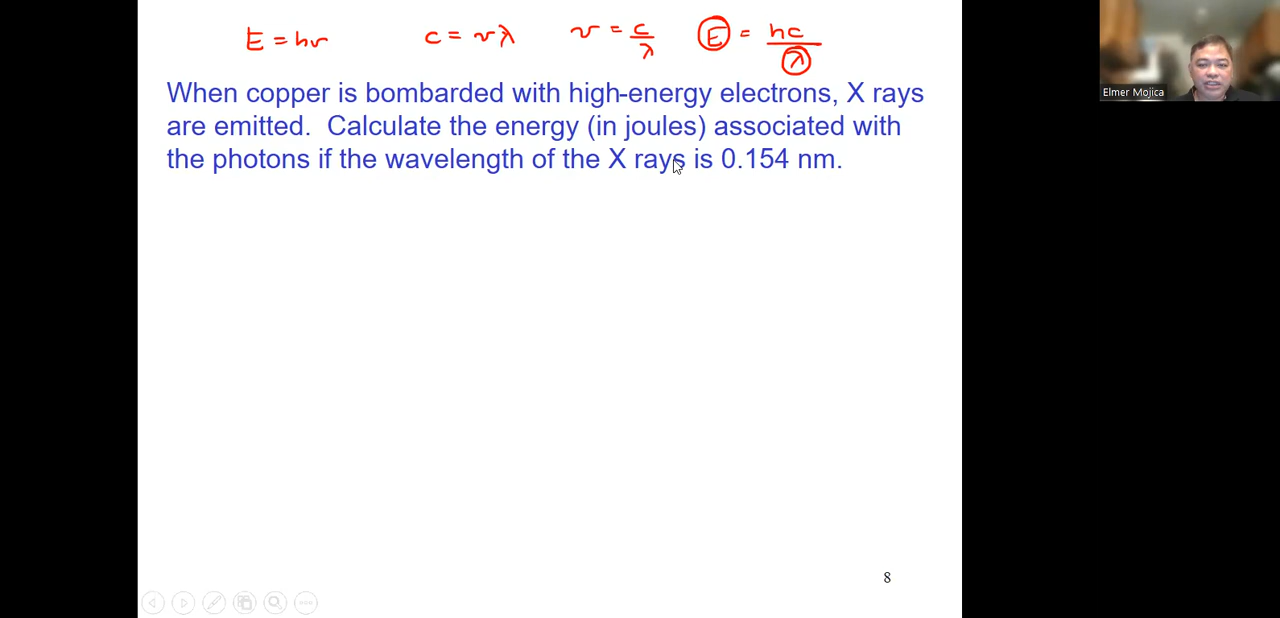 E = hν c = νλ ν = c/λ E = hc/λ
Elmer Mojica
When copper is bombarded with high-energy electrons, X rays
are emitted. Calculate the energy (in joules) associated with
the photons if the wavelength of the X rays is 0.154 nm.
8